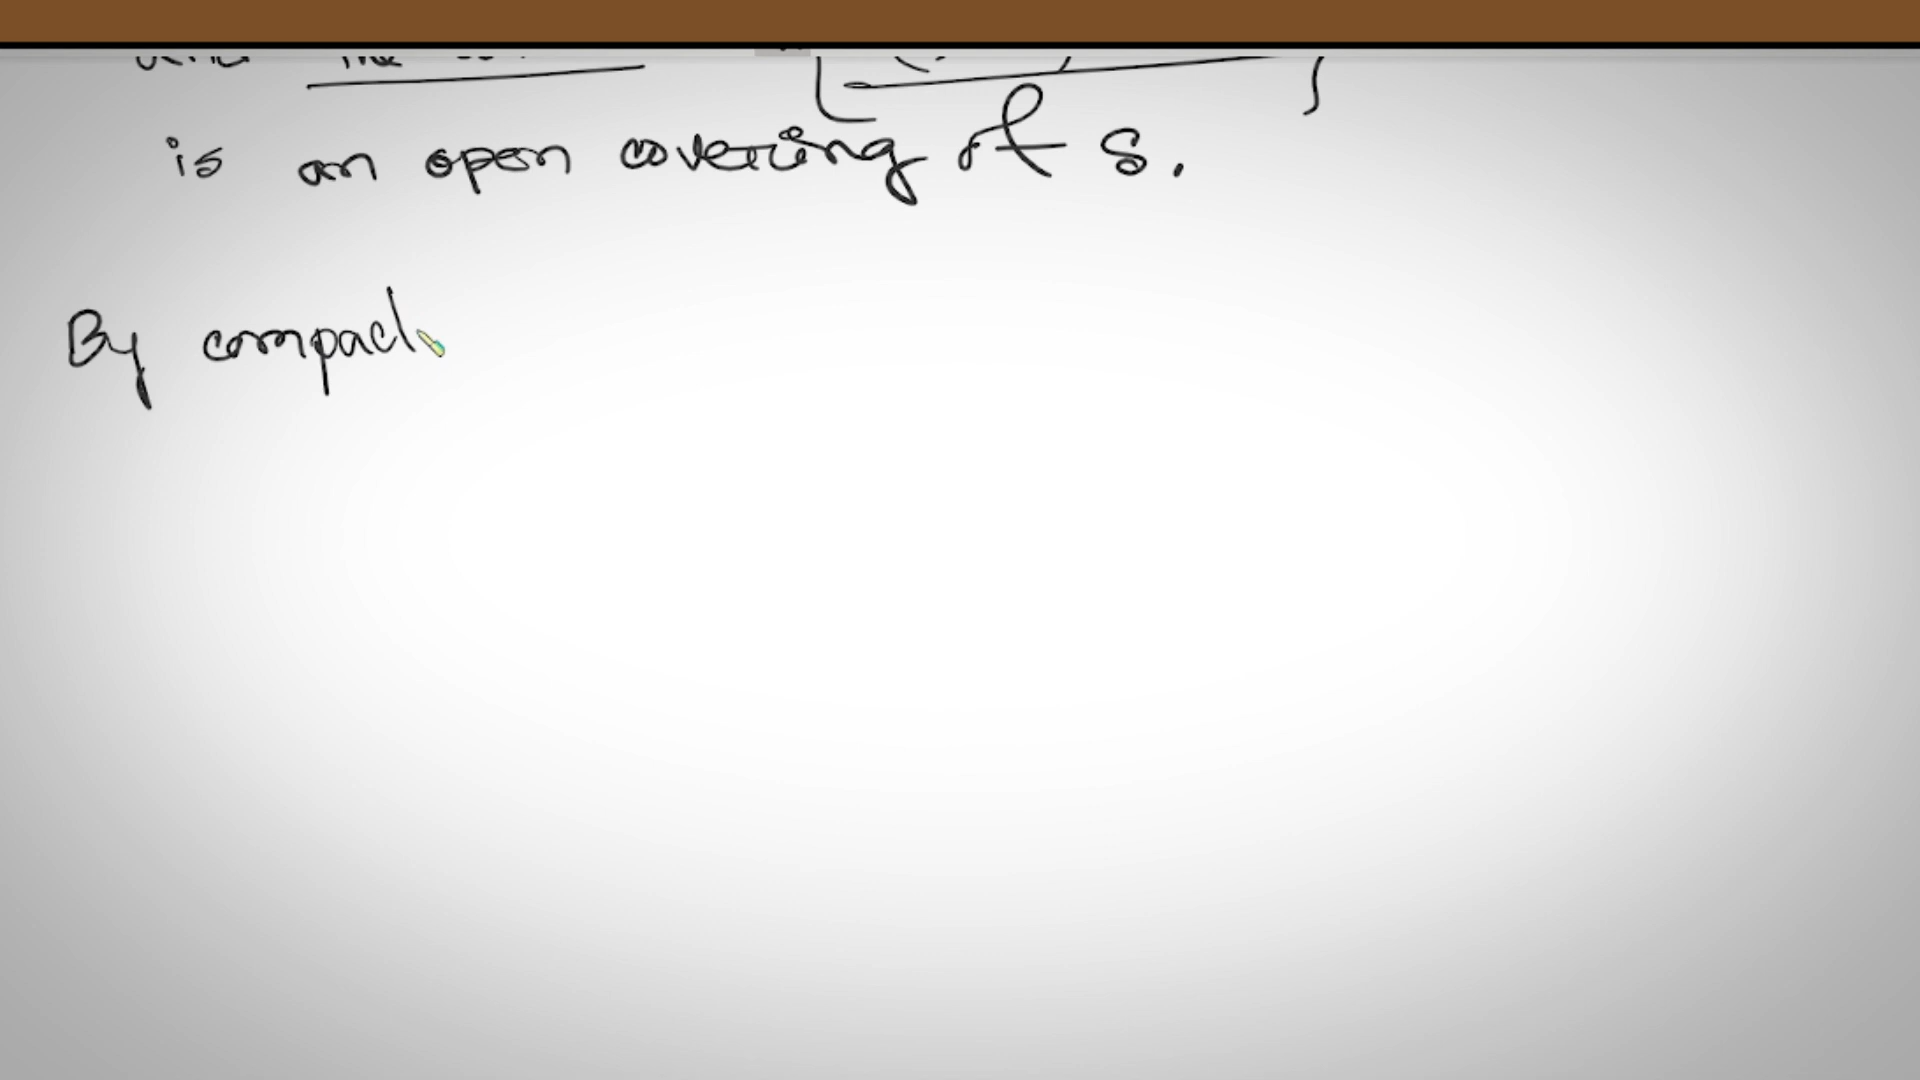 is an open covering of S.
By compact